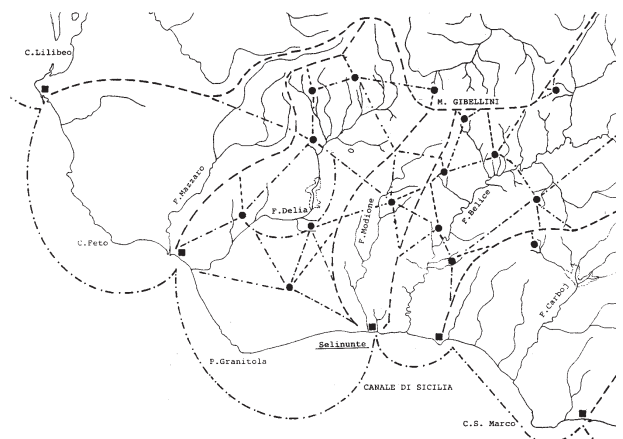 C.Lilibeo
M. GIBELLINI
F.Mazzaro
F.Delia
F.Modione
F.Belice
C.Feto
F.Carboj
P.Granitola
Selinunte
CANALE DI SICILIA
C.S. Marco